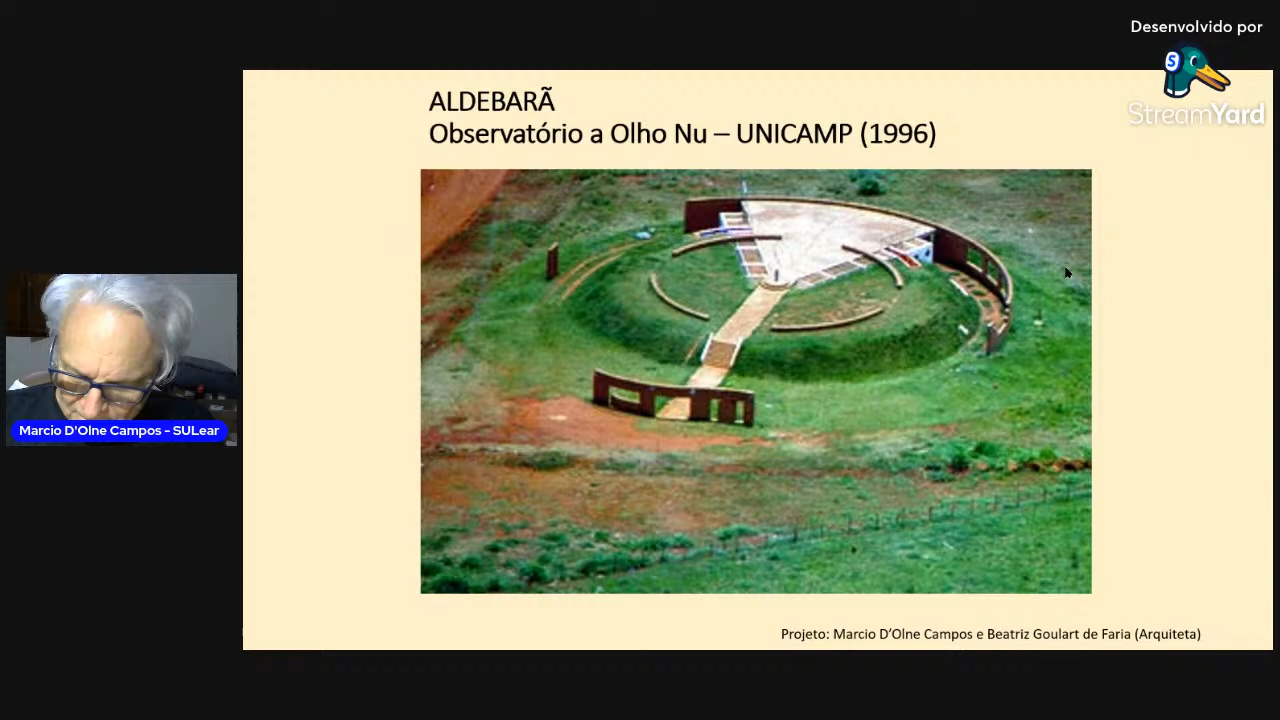 Desenvolvido por
StreamYard
ALDEBARÃ
Observatório a Olho Nu – UNICAMP (1996)
Marcio D'Olne Campos - SULear
Projeto: Marcio D’Olne Campos e Beatriz Goulart de Faria (Arquiteta)